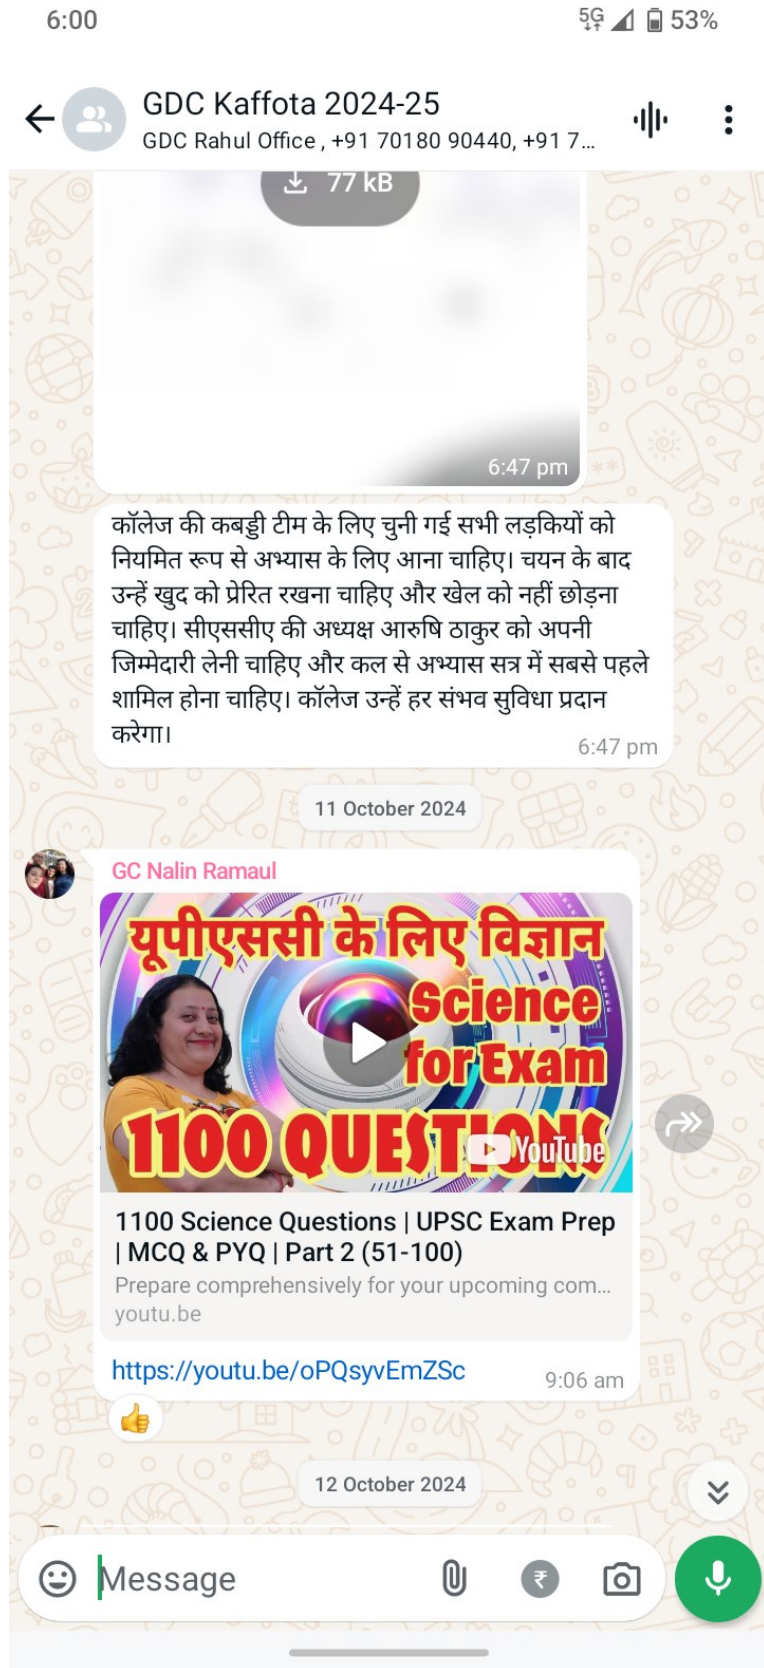 6:00
5G
53%
GDC Kaffota 2024-25
GDC Rahul Office , +91 70180 90440, +91 7...
77 kB
6:47 pm
कॉलेज की कबड्डी टीम के लिए चुनी गई सभी लड़कियों को
नियमित रूप से अभ्यास के लिए आना चाहिए। चयन के बाद
उन्हें खुद को प्रेरित रखना चाहिए और खेल को नहीं छोड़ना
चाहिए। सीएससीए की अध्यक्ष आरुषि ठाकुर को अपनी
जिम्मेदारी लेनी चाहिए और कल से अभ्यास सत्र में सबसे पहले
शामिल होना चाहिए। कॉलेज उन्हें हर संभव सुविधा प्रदान
करेगा।
6:47 pm
11 October 2024
GC Nalin Ramaul
यूपीएससी के लिए विज्ञान
Science
for Exam
1100 QUESTIONS
YouTube
1100 Science Questions | UPSC Exam Prep
| MCQ & PYQ | Part 2 (51-100)
Prepare comprehensively for your upcoming com...
youtu.be
https://youtu.be/oPQsyvEmZSc
9:06 am
12 October 2024
Message
₹